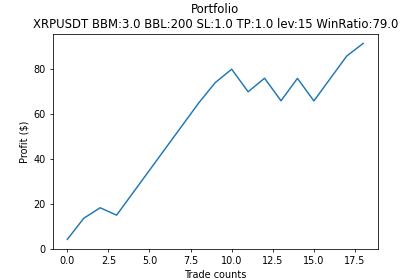 Portfolio
XRPUSDT BBM:3.0 BBL:200 SL:1.0 TP:1.0 lev:15 WinRatio:79.0
80
60
40
20
0
Profit ($)
0.0 2.5 5.0 7.5 10.0 12.5 15.0 17.5
Trade counts